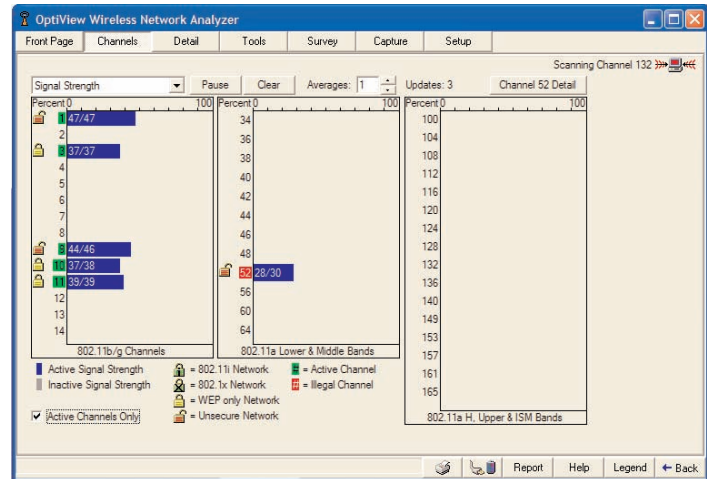 OptiView Wireless Network Analyzer
Front Page Channels Detail Tools Survey Capture Setup
Scanning Channel 132
Signal Strength Pause Clear Averages: 1 Updates: 3 Channel 52 Detail
Percent 0 100
1 47/47
2
3 37/37
4
5
6
7
8
9 44/46
10 37/38
11 39/39
12
13
14
802.11b/g Channels
Percent 0 100
34
36
38
40
42
44
46
48
52 28/30
56
60
64
802.11a Lower & Middle Bands
Percent 0 100
100
104
108
112
116
120
124
128
132
136
140
149
153
157
161
165
802.11a H, Upper & ISM Bands
Active Signal Strength
Inactive Signal Strength
= 802.11i Network
= 802.1x Network
= WEP only Network
= Unsecure Network
# = Active Channel
# = Illegal Channel
Active Channels Only
Report Help Legend Back